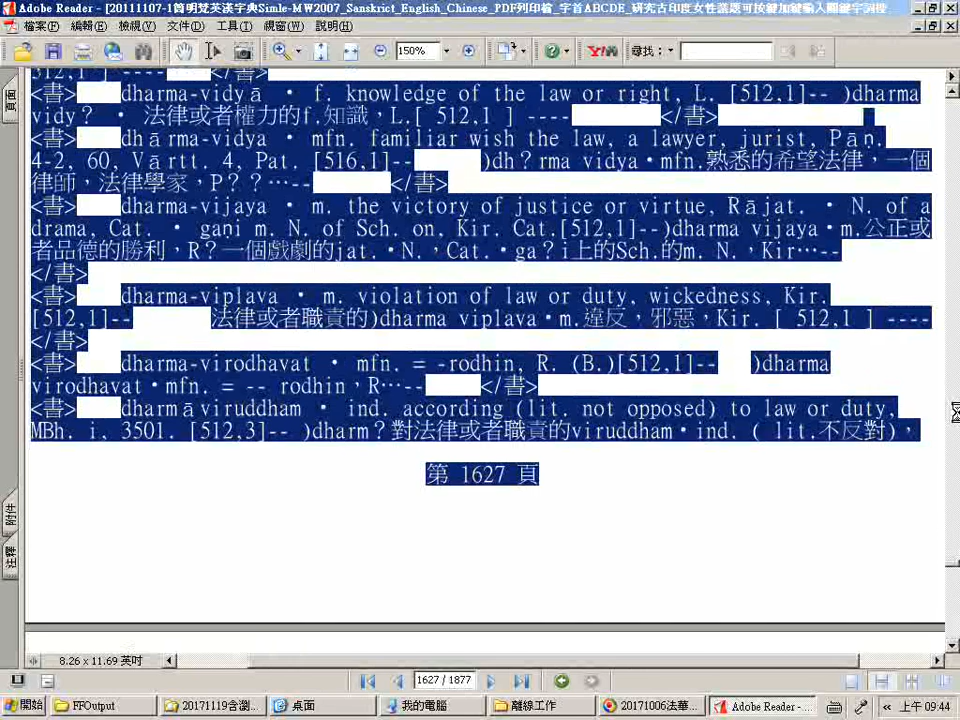 Adobe Reader - [20111107-1簡明梵英漢字典Simle-MW2007_Sanskrict_English_Chinese_PDF列印檔_字首ABCDE_研究古印度女性議題可按
檔案(F) 編輯(E) 檢視(V) 文件(D) 工具(T) 視窗(W) 說明(H)
150% Y! 尋找:
頁面
512,1 ] ---- </書>
<書> dharma-vidyā • f. knowledge of the law or right, L. [512,1]-- )dharma
vidy? • 法律或者權力的f.知識，L.[ 512.1 ] ---- </書>
<書> dhārma-vidya • mfn. familiar wish the law, a lawyer, jurist, Pāṇ.
4-2, 60, Vārtt. 4, Pat. [516,1]-- )dh?rma vidya•mfn.熟悉的希望法律，一個
律師，法律學家，P??…-- </書>
<書> dharma-vijaya • m. the victory of justice or virtue, Rājat. • N. of a
drama, Cat. • gaṇi m. N. of Sch. on, Kir. Cat.[512,1]--)dharma vijaya•m.公正或
者品德的勝利，R?一個戲劇的jat.•N.，Cat.•ga?i上的Sch.的m. N.，Kir…--
</書>
<書> dharma-viplava • m. violation of law or duty, wickedness, Kir.
[512,1]-- 法律或者職責的)dharma viplava•m.違反，邪惡，Kir. [ 512,1 ] ----
</書>
<書> dharma-virodhavat • mfn. = -rodhin, R. (B.)[512,1]-- )dharma
virodhavat•mfn. = -- rodhin，R…-- </書>
<書> dharmāviruddham • ind. according (lit. not opposed) to law or duty,
MBh. i, 3501. [512,3]-- )dharm?對法律或者職責的viruddham•ind. ( lit.不反對)，
第 1627 頁
附件
注釋
8.26 x 11.69 英吋
1627 / 1877
開始 FFOutput 20171119含瀏... 桌面 我的電腦 離線工作 20171006法華... Adobe Reader - ... « 上午 09:44